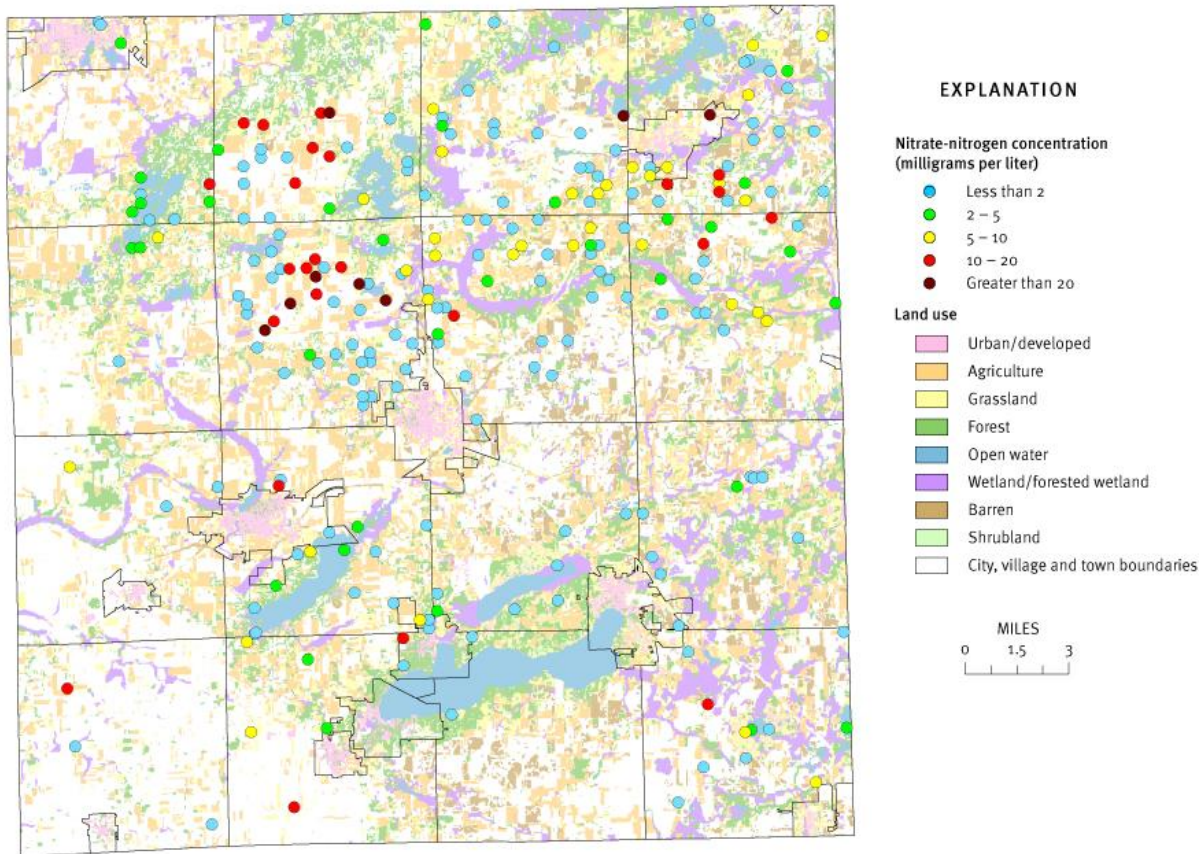 EXPLANATION
Nitrate-nitrogen concentration
(milligrams per liter)
Less than 2
2 – 5
5 – 10
10 – 20
Greater than 20
Land use
Urban/developed
Agriculture
Grassland
Forest
Open water
Wetland/forested wetland
Barren
Shrubland
City, village and town boundaries
MILES
0 1.5 3